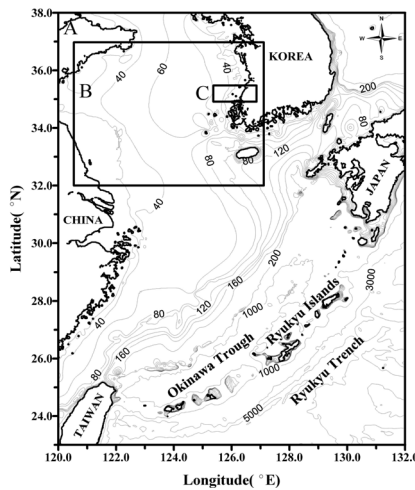 38.0
36.0
34.0
32.0
30.0
28.0
26.0
24.0
Latitude( °N)
A
B
C
N
W E
S
KOREA
JAPAN
CHINA
TAIWAN
40
60
40
200
80
80
80
120
40
200
160
120
80
1000
3000
40
160
80
1000
5000
Okinawa Trough
Ryukyu Islands
Ryukyu Trench
120.0 122.0 124.0 126.0 128.0 130.0 132.0
Longitude( °E)